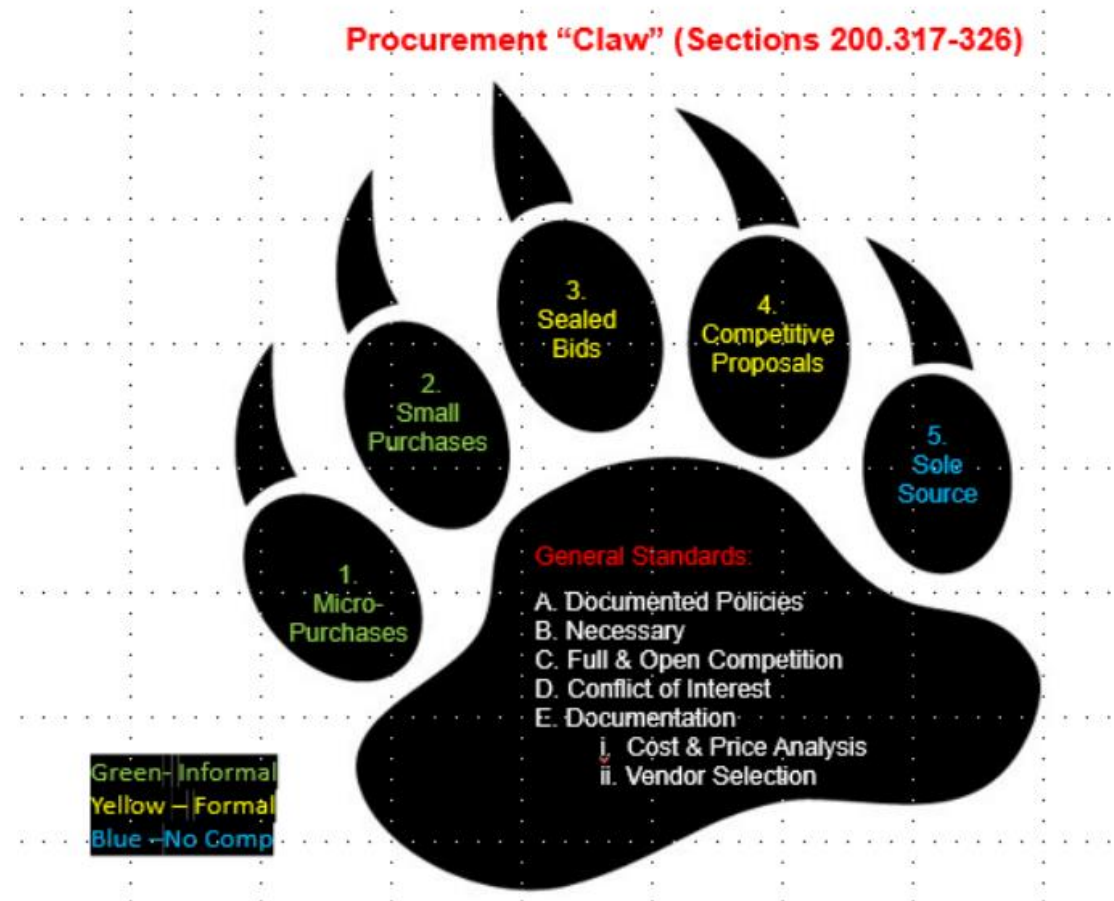 Procurement “Claw” (Sections 200.317-326)
3.
Sealed
Bids
4.
Competitive
Proposals
2.
Small
Purchases
5.
Sole
Source
1.
Micro-
Purchases
General Standards:
A. Documented Policies
B. Necessary
C. Full & Open Competition
D. Conflict of Interest
E. Documentation
i. Cost & Price Analysis
ii. Vendor Selection
Green- Informal
Yellow – Formal
Blue –No Comp